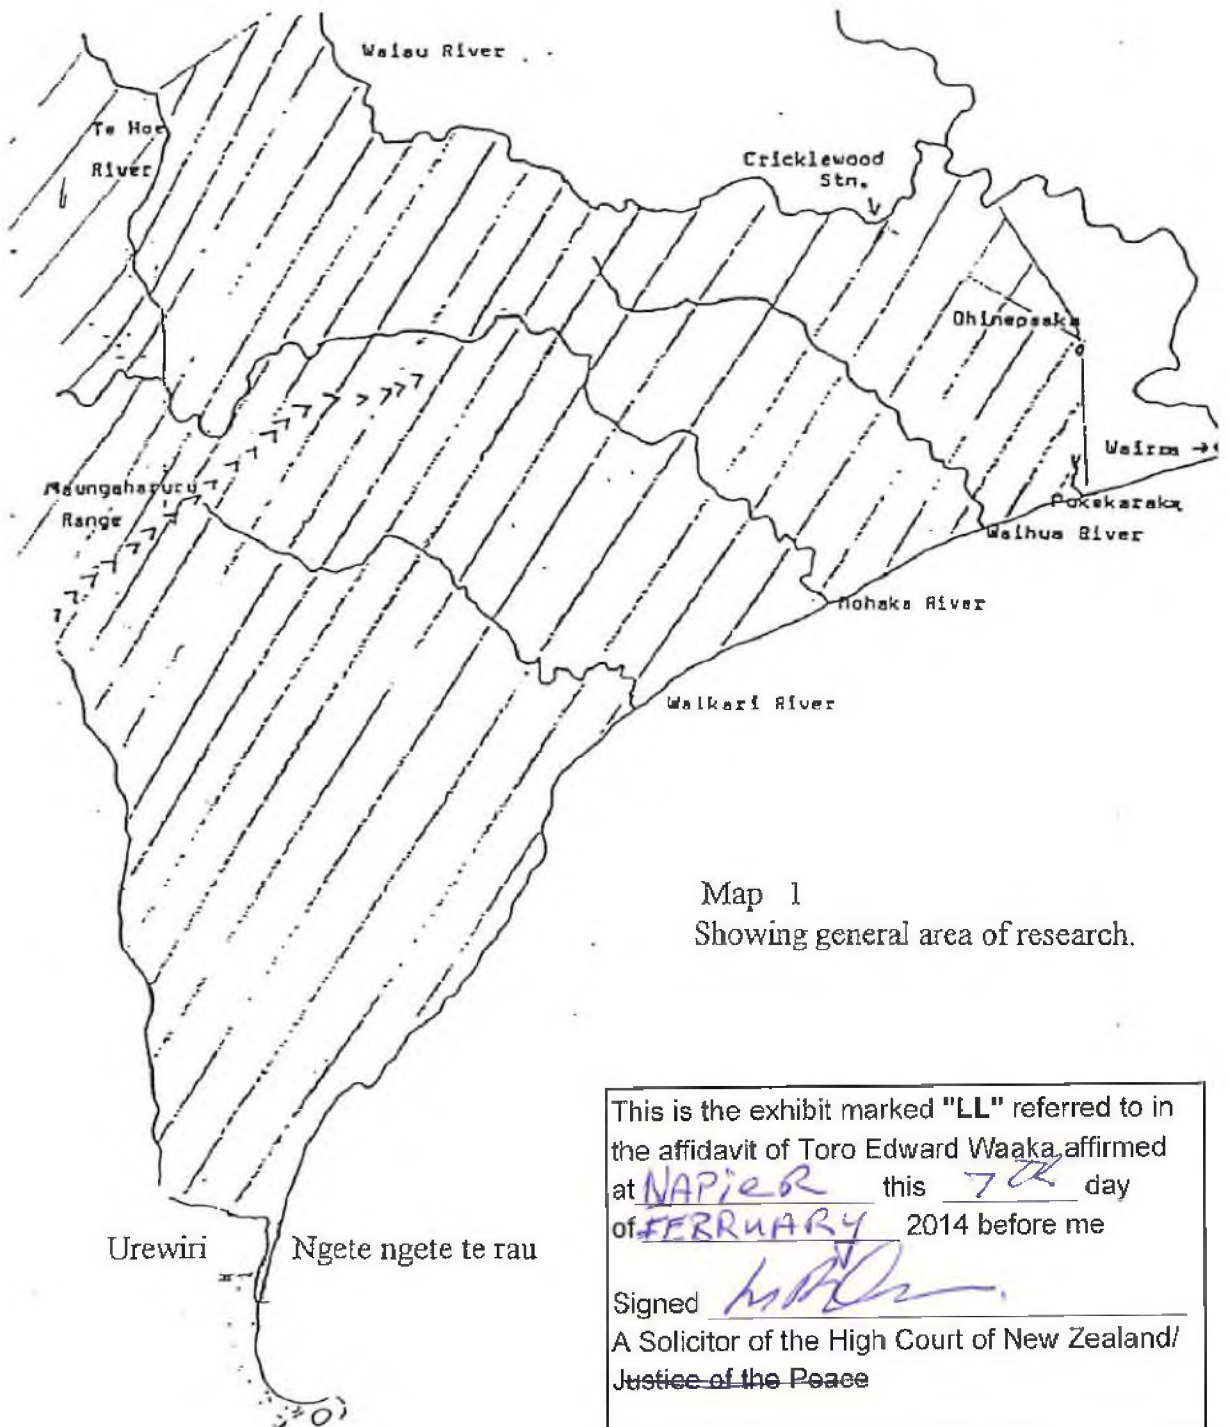 Waiau River
Te Hoe
River
Cricklewood
Stn.
Ohinepaaka
Wairoa →
Pukekaraka
Maungaharuru
Range
Waihua River
Mohaka River
Waikari River
Map 1
Showing general area of research.
Urewiri
Ngete ngete te rau
This is the exhibit marked "LL" referred to in
the affidavit of Toro Edward Waaka affirmed
at NAPIER this 7th day
of FEBRUARY 2014 before me
Signed
A Solicitor of the High Court of New Zealand/
Justice of the Peace